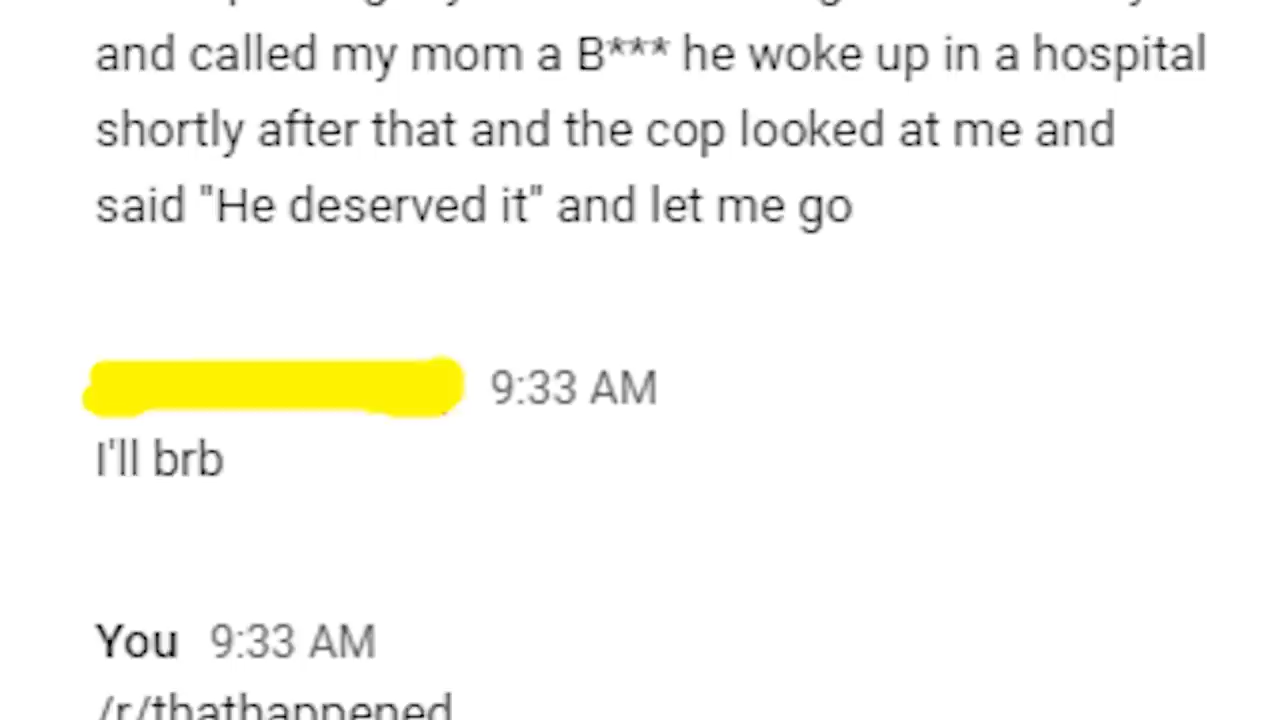 and called my mom a B*** he woke up in a hospital
shortly after that and the cop looked at me and
said "He deserved it" and let me go
9:33 AM
I'll brb
You 9:33 AM
/r/thathappened